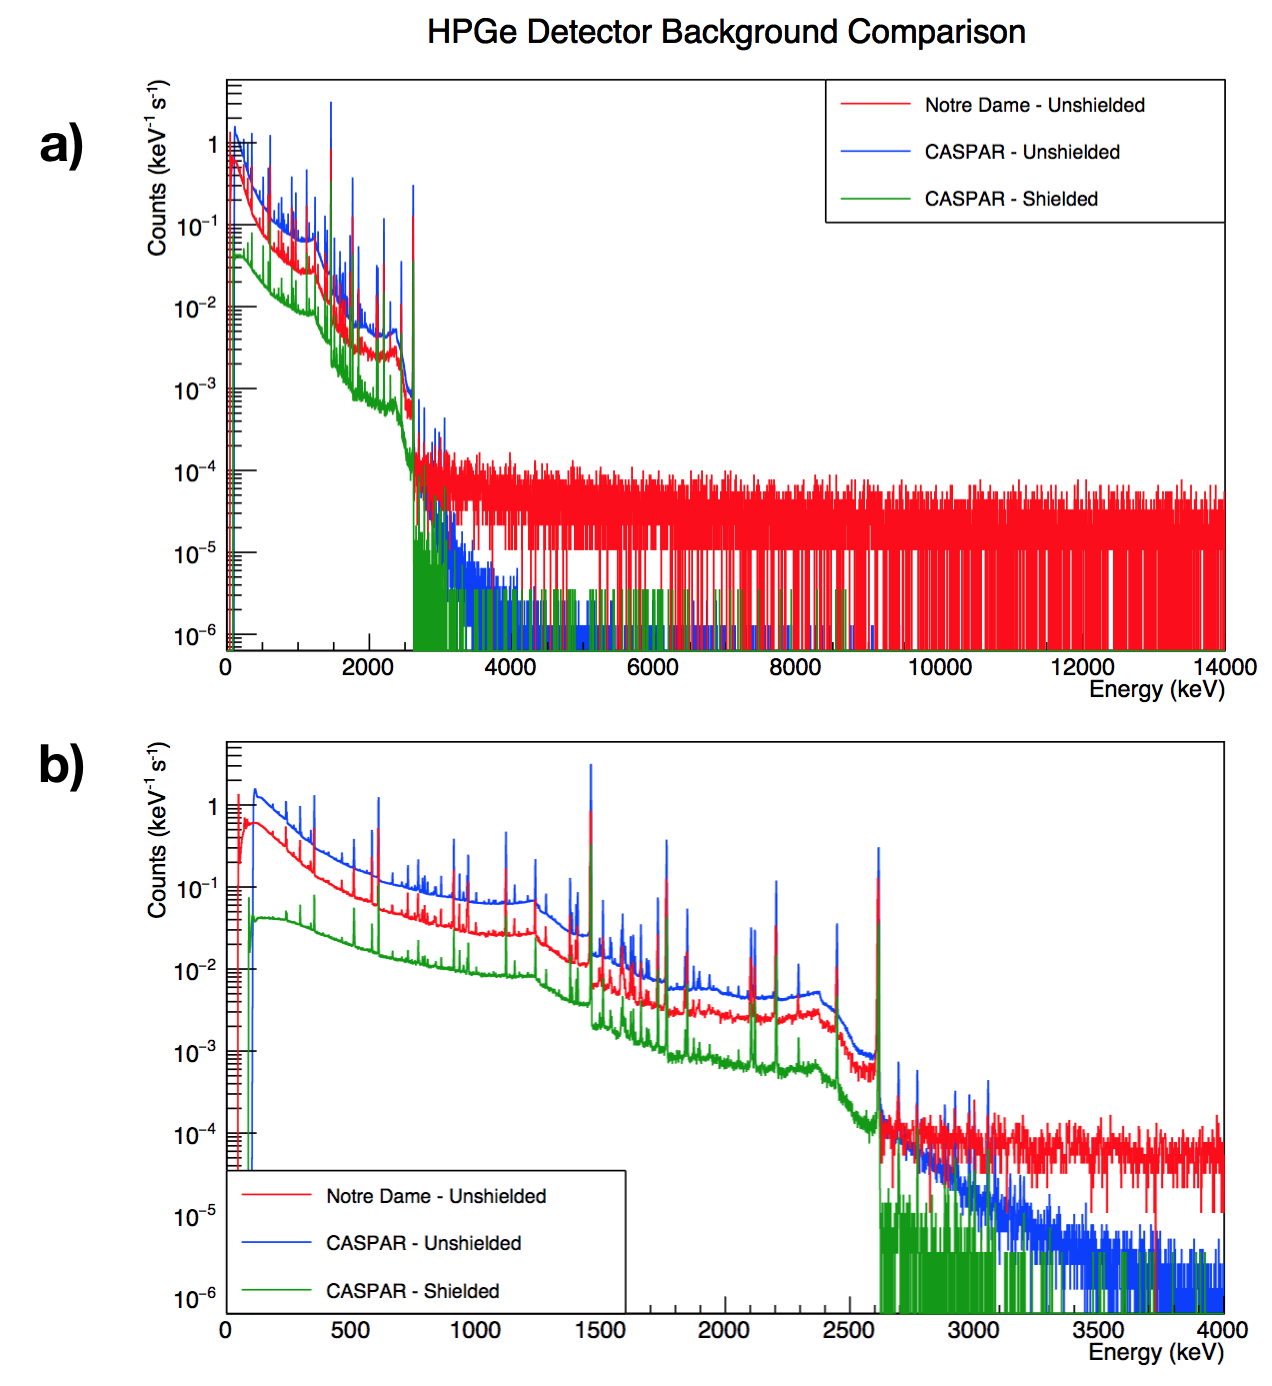 HPGe Detector Background Comparison
a)
Counts (keV⁻¹ s⁻¹)
Notre Dame - Unshielded
CASPAR - Unshielded
CASPAR - Shielded
1
10⁻¹
10⁻²
10⁻³
10⁻⁴
10⁻⁵
10⁻⁶
0 2000 4000 6000 8000 10000 12000 14000
Energy (keV)
b)
Counts (keV⁻¹ s⁻¹)
1
10⁻¹
10⁻²
10⁻³
10⁻⁴
10⁻⁵
10⁻⁶
Notre Dame - Unshielded
CASPAR - Unshielded
CASPAR - Shielded
0 500 1000 1500 2000 2500 3000 3500 4000
Energy (keV)